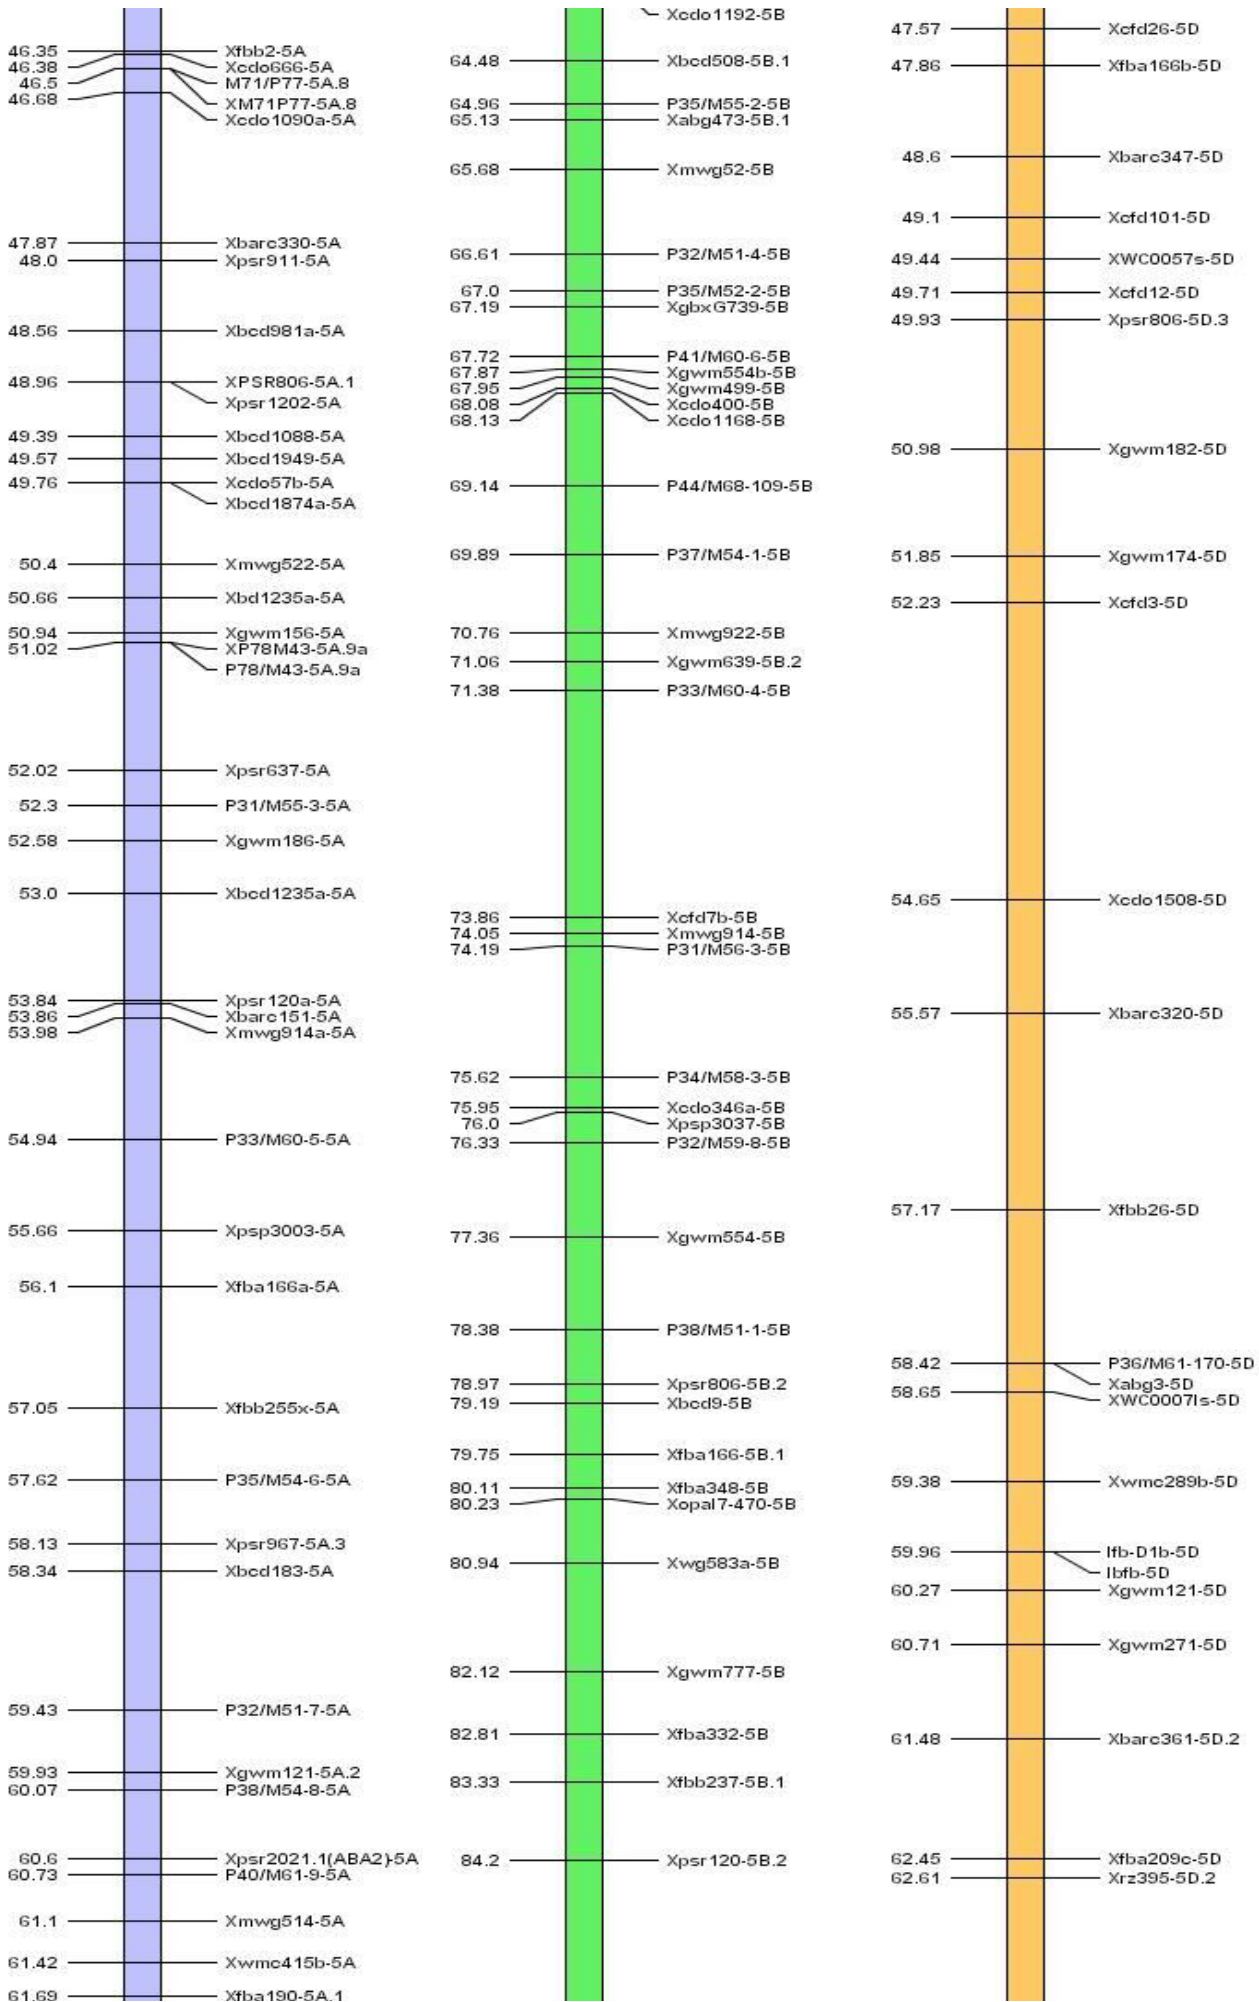 46.35 Xfbb2-5A
46.38 Xcdo666-5A
46.5 M71/P77-5A.8
XM71P77-5A.8
46.68 Xcdo1090a-5A
47.87 Xbarc330-5A
48.0 Xpsr911-5A
48.56 Xbcd981a-5A
48.96 XPSR806-5A.1
Xpsr1202-5A
49.39 Xbcd1088-5A
49.57 Xbcd1949-5A
49.76 Xcdo57b-5A
Xbcd1874a-5A
50.4 Xmwg522-5A
50.66 Xbd1235a-5A
50.94 Xgwm156-5A
51.02 XP78M43-5A.9a
P78/M43-5A.9a
52.02 Xpsr637-5A
52.3 P31/M55-3-5A
52.58 Xgwm186-5A
53.0 Xbcd1235a-5A
53.84 Xpsr120a-5A
53.86 Xbarc151-5A
53.98 Xmwg914a-5A
54.94 P33/M60-5-5A
55.66 Xpsp3003-5A
56.1 Xfba166a-5A
57.05 Xfbb255x-5A
57.62 P35/M54-6-5A
58.13 Xpsr967-5A.3
58.34 Xbcd183-5A
59.43 P32/M51-7-5A
59.93 Xgwm121-5A.2
60.07 P38/M54-8-5A
60.6 Xpsr2021.1(ABA2)-5A
60.73 P40/M61-9-5A
61.1 Xmwg514-5A
61.42 Xwmc415b-5A
61.69 Xfba190-5A.1
Xcdo1192-5B
64.48 Xbcd508-5B.1
64.96 P35/M55-2-5B
65.13 Xabg473-5B.1
65.68 Xmwg52-5B
66.61 P32/M51-4-5B
67.0 P35/M52-2-5B
67.19 XgbxG739-5B
67.72 P41/M60-6-5B
67.87 Xgwm554b-5B
67.95 Xgwm499-5B
68.08 Xcdo400-5B
68.13 Xcdo1168-5B
69.14 P44/M68-109-5B
69.89 P37/M54-1-5B
70.76 Xmwg922-5B
71.06 Xgwm639-5B.2
71.38 P33/M60-4-5B
73.86 Xcfd7b-5B
74.05 Xmwg914-5B
74.19 P31/M56-3-5B
75.62 P34/M58-3-5B
75.95 Xcdo346a-5B
76.0 Xpsp3037-5B
76.33 P32/M59-8-5B
77.36 Xgwm554-5B
78.38 P38/M51-1-5B
78.97 Xpsr806-5B.2
79.19 Xbcd9-5B
79.75 Xfba166-5B.1
80.11 Xfba348-5B
80.23 Xopal7-470-5B
80.94 Xwg583a-5B
82.12 Xgwm777-5B
82.81 Xfba332-5B
83.33 Xfbb237-5B.1
84.2 Xpsr120-5B.2
47.57 Xcfd26-5D
47.86 Xfba166b-5D
48.6 Xbarc347-5D
49.1 Xcfd101-5D
49.44 XWC0057s-5D
49.71 Xcfd12-5D
49.93 Xpsr806-5D.3
50.98 Xgwm182-5D
51.85 Xgwm174-5D
52.23 Xcfd3-5D
54.65 Xcdo1508-5D
55.57 Xbarc320-5D
57.17 Xfbb26-5D
58.42 P36/M61-170-5D
Xabg3-5D
58.65 XWC0007ls-5D
59.38 Xwmc289b-5D
59.96 Ifb-D1b-5D
Ibfb-5D
60.27 Xgwm121-5D
60.71 Xgwm271-5D
61.48 Xbarc361-5D.2
62.45 Xfba209c-5D
62.61 Xrz395-5D.2